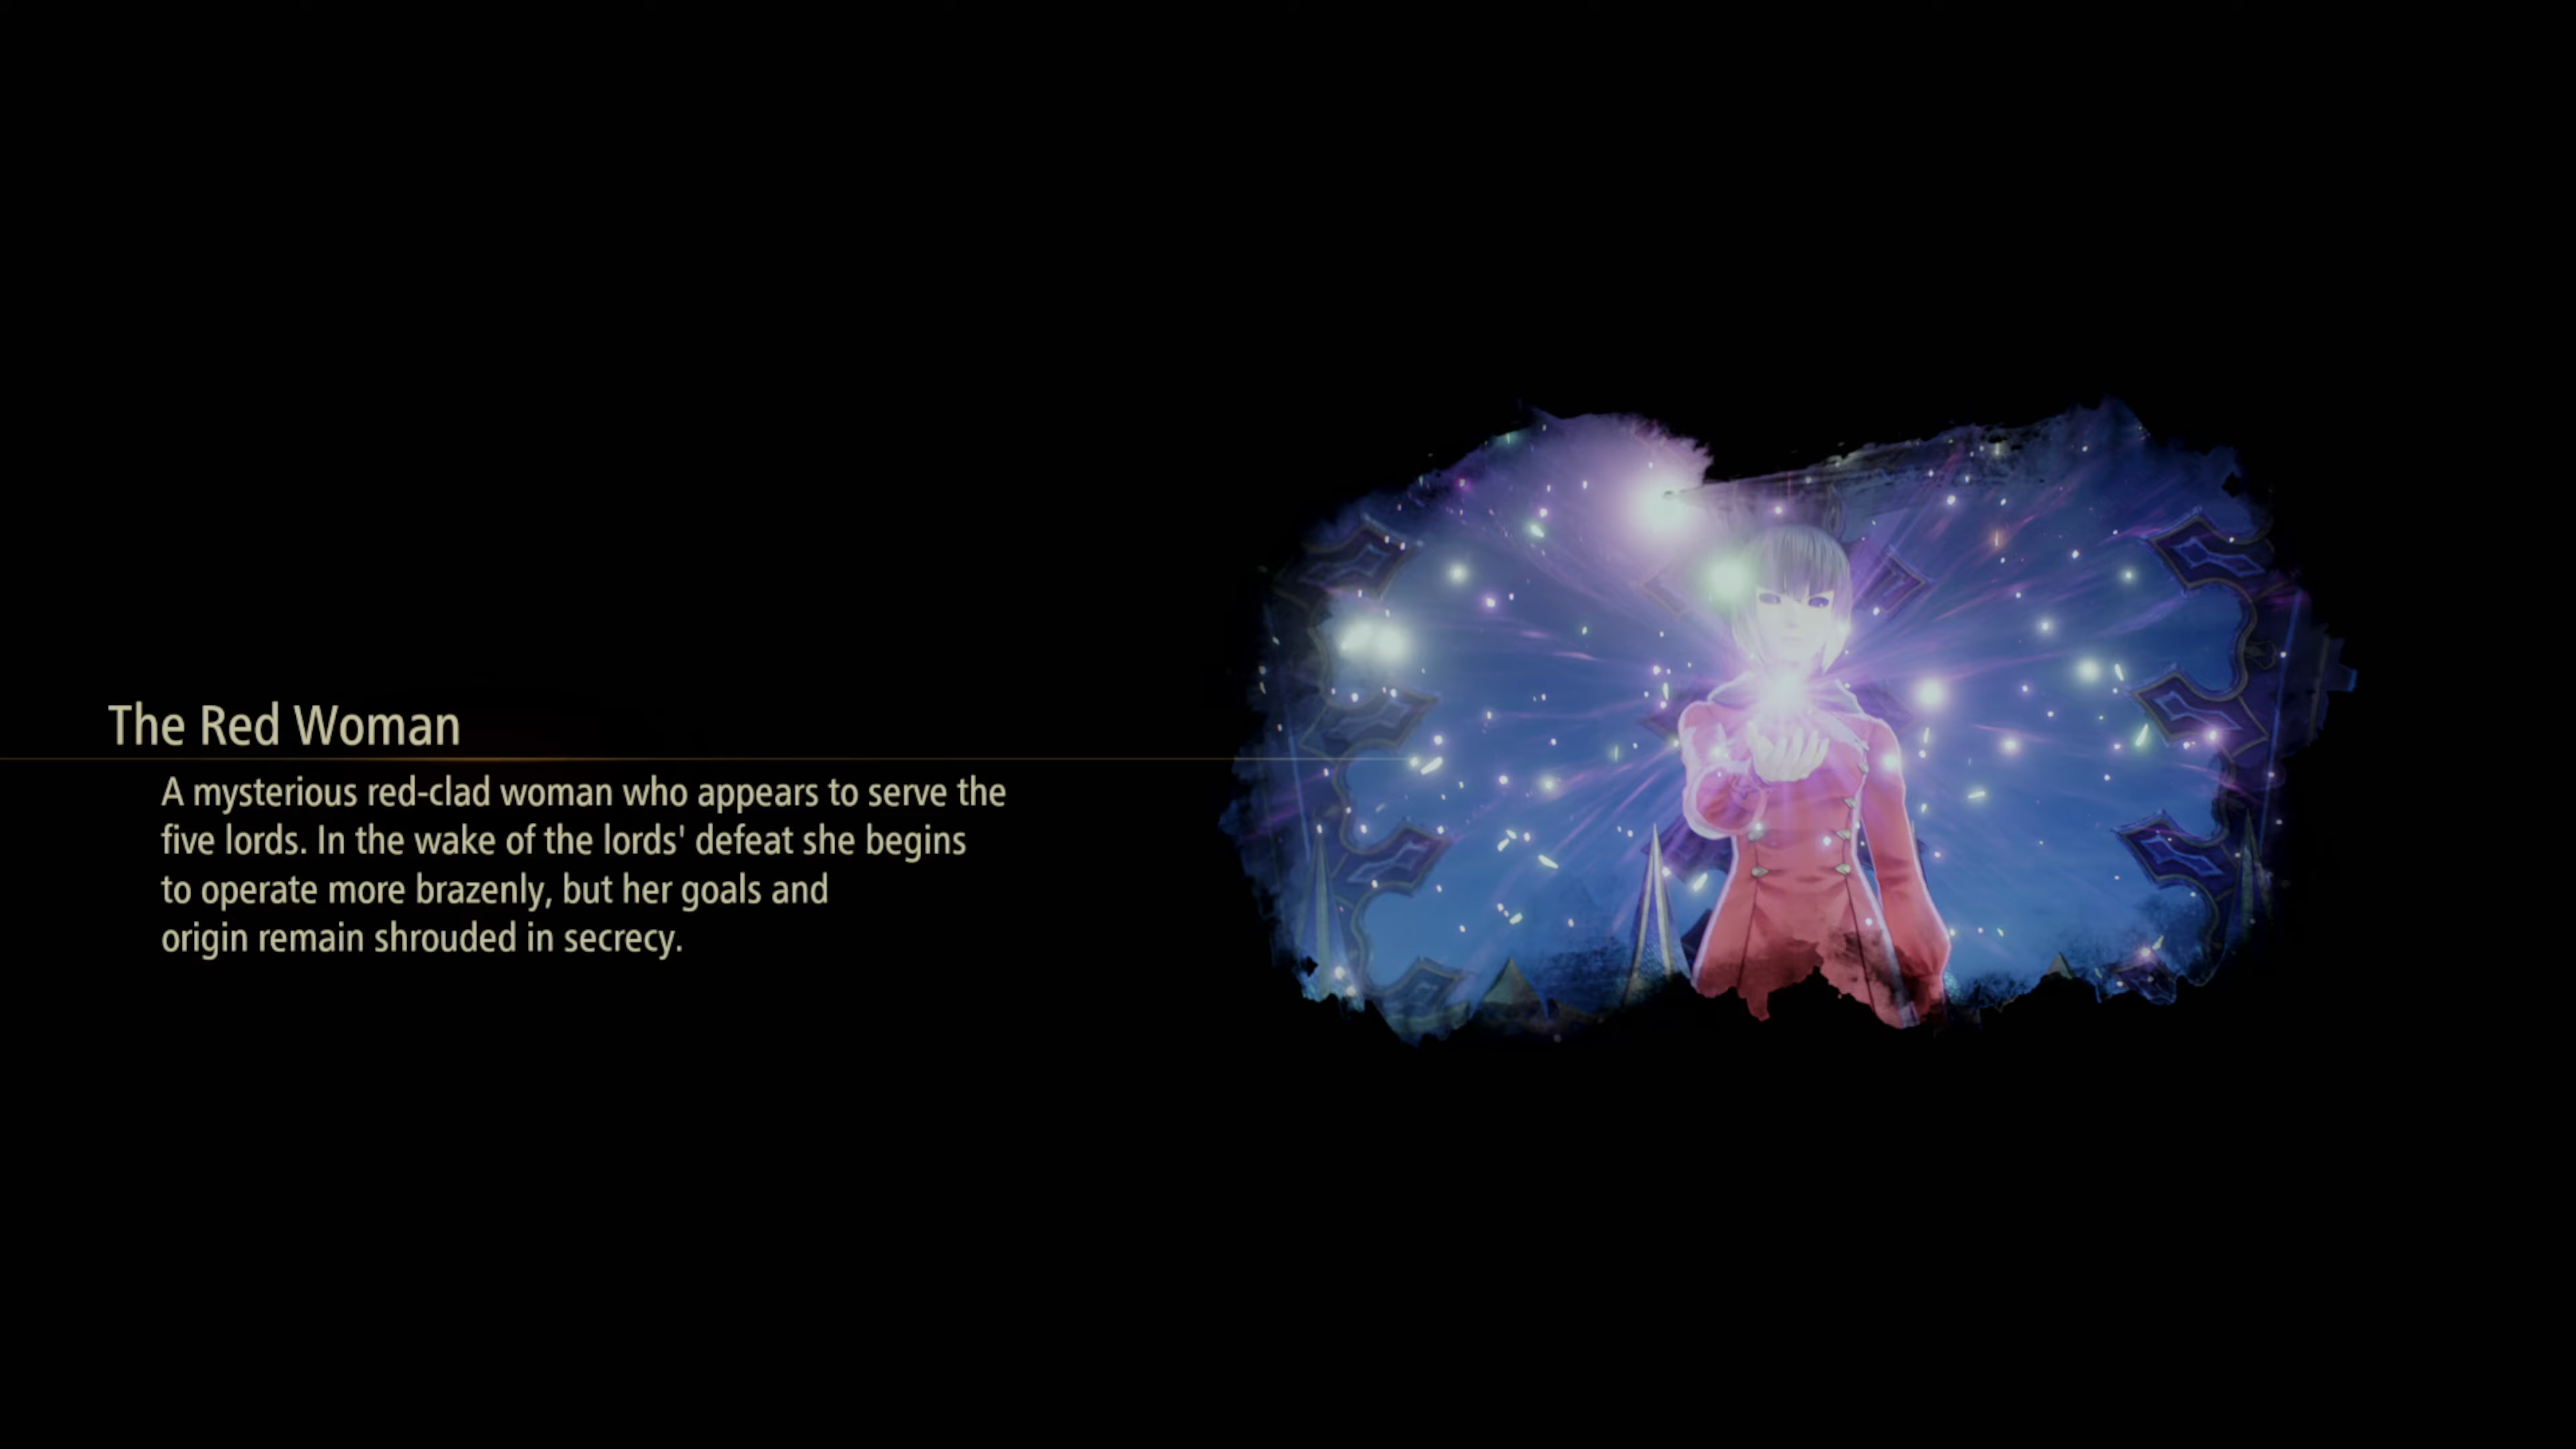 The Red Woman
A mysterious red-clad woman who appears to serve the
five lords. In the wake of the lords' defeat she begins
to operate more brazenly, but her goals and
origin remain shrouded in secrecy.